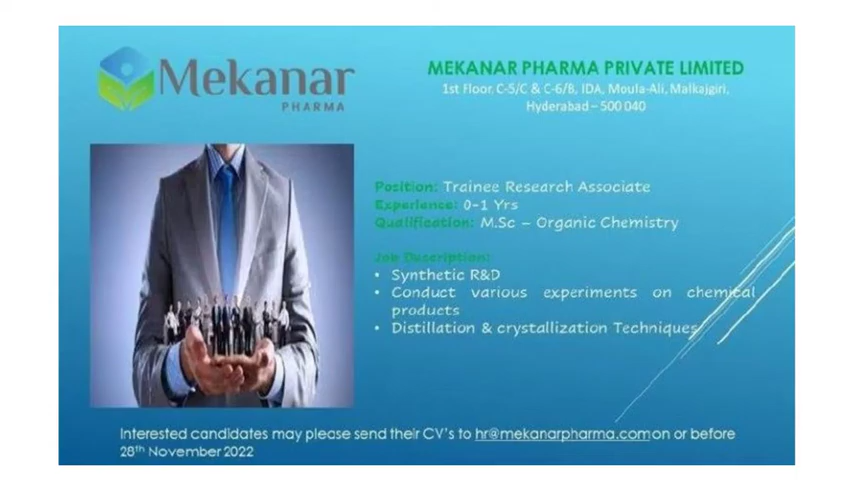 Mekanar
PHARMA
MEKANAR PHARMA PRIVATE LIMITED
1st Floor, C-5/C & C-6/B, IDA, Moula-Ali, Malkajgiri,
Hyderabad – 500 040
Position: Trainee Research Associate
Experience: 0-1 Yrs
Qualification: M.Sc – Organic Chemistry
Job Description:
• Synthetic R&D
• Conduct various experiments on chemical
products
• Distillation & crystallization Techniques
Interested candidates may please send their CV's to hr@mekanarpharma.com on or before
28th November 2022